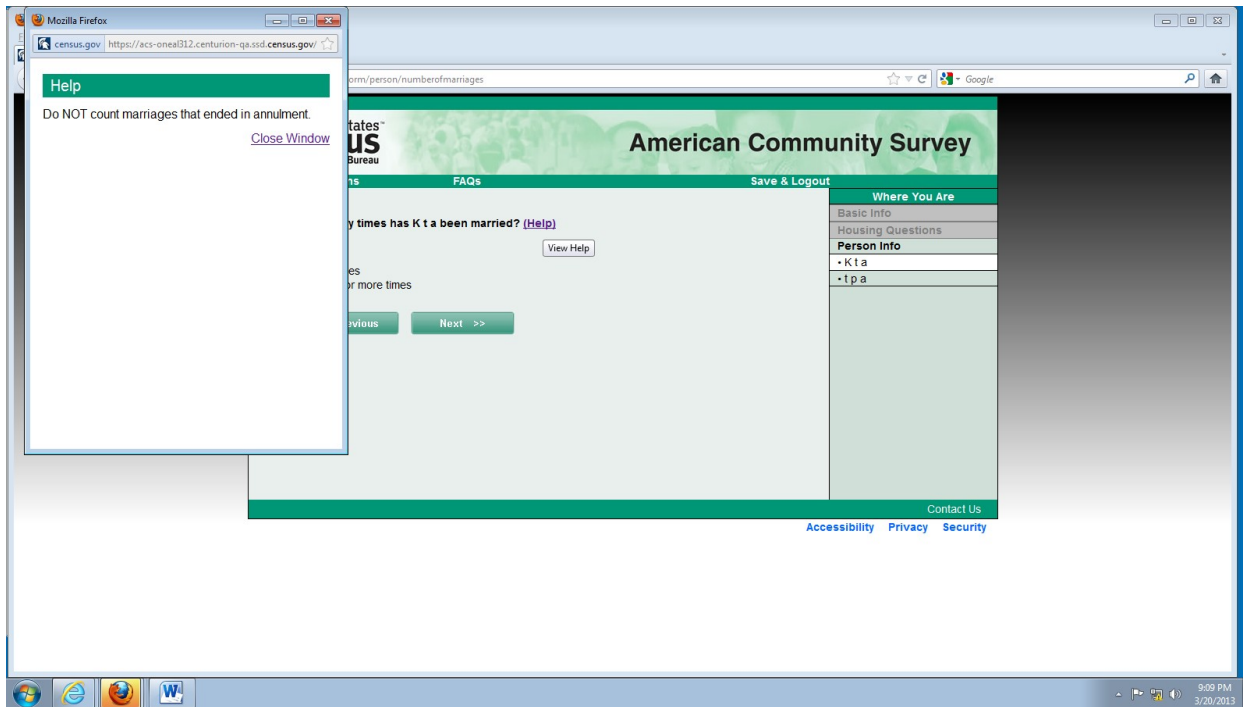 Mozilla Firefox
census.gov https://acs-oneal312.centurion-qa.ssd.census.gov/
Help
Do NOT count marriages that ended in annulment.
Close Window
orm/person/numberofmarriages
Google
tates™
us
Bureau
American Community Survey
ns FAQs Save & Logout
y times has K t a been married? (Help)
View Help
es
or more times
evious Next >>
Where You Are
Basic Info
Housing Questions
Person Info
• K t a
• t p a
Contact Us
Accessibility Privacy Security
9:09 PM
3/20/2013